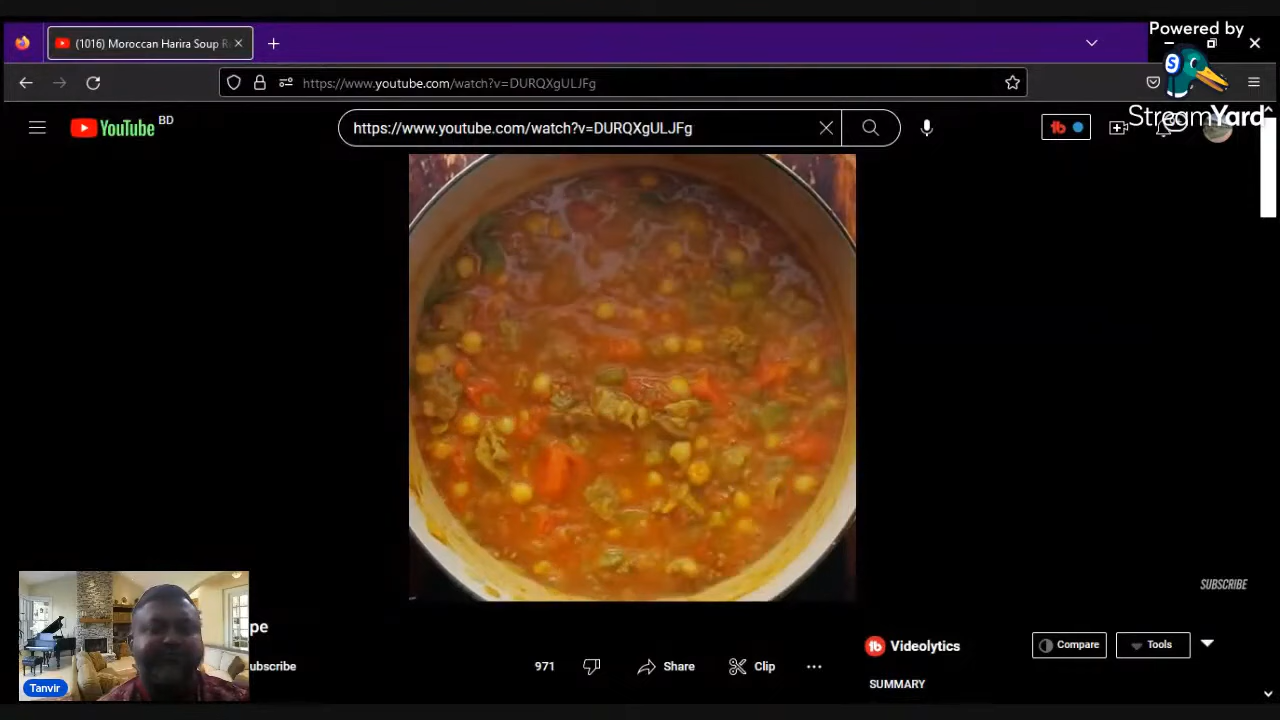 Powered by
StreamYard
(1016) Moroccan Harira Soup R
https://www.youtube.com/watch?v=DURQXgULJFg
YouTube BD
https://www.youtube.com/watch?v=DURQXgULJFg
SUBSCRIBE
pe
ubscribe
971
Share
Clip
Videolytics
Compare
Tools
SUMMARY
Tanvir